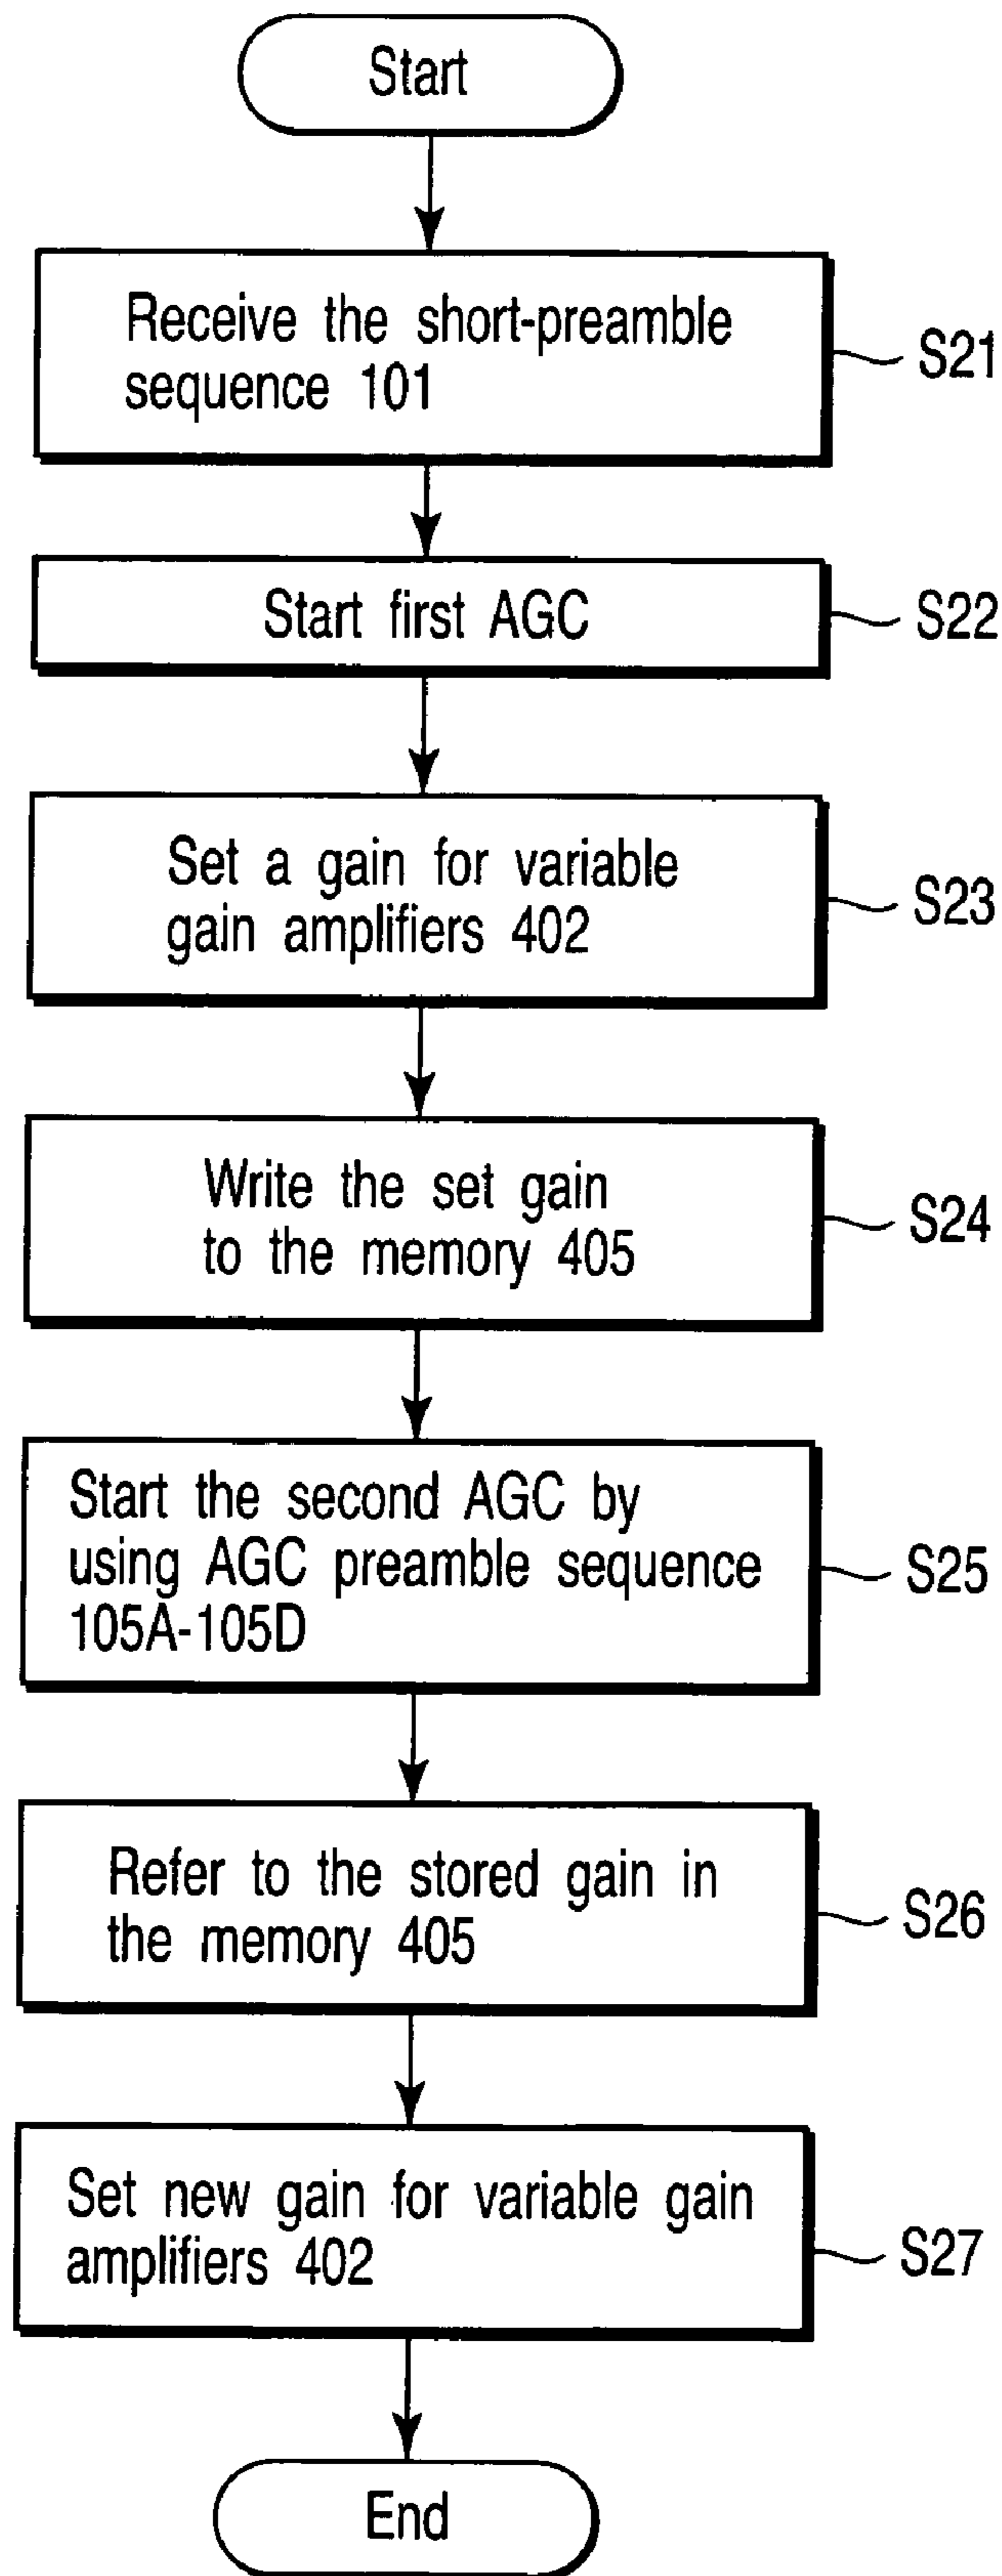 Start
Receive the short-preamble
sequence 101
S21
Start first AGC
S22
Set a gain for variable
gain amplifiers 402
S23
Write the set gain
to the memory 405
S24
Start the second AGC by
using AGC preamble sequence
105A-105D
S25
Refer to the stored gain in
the memory 405
S26
Set new gain for variable gain
amplifiers 402
S27
End